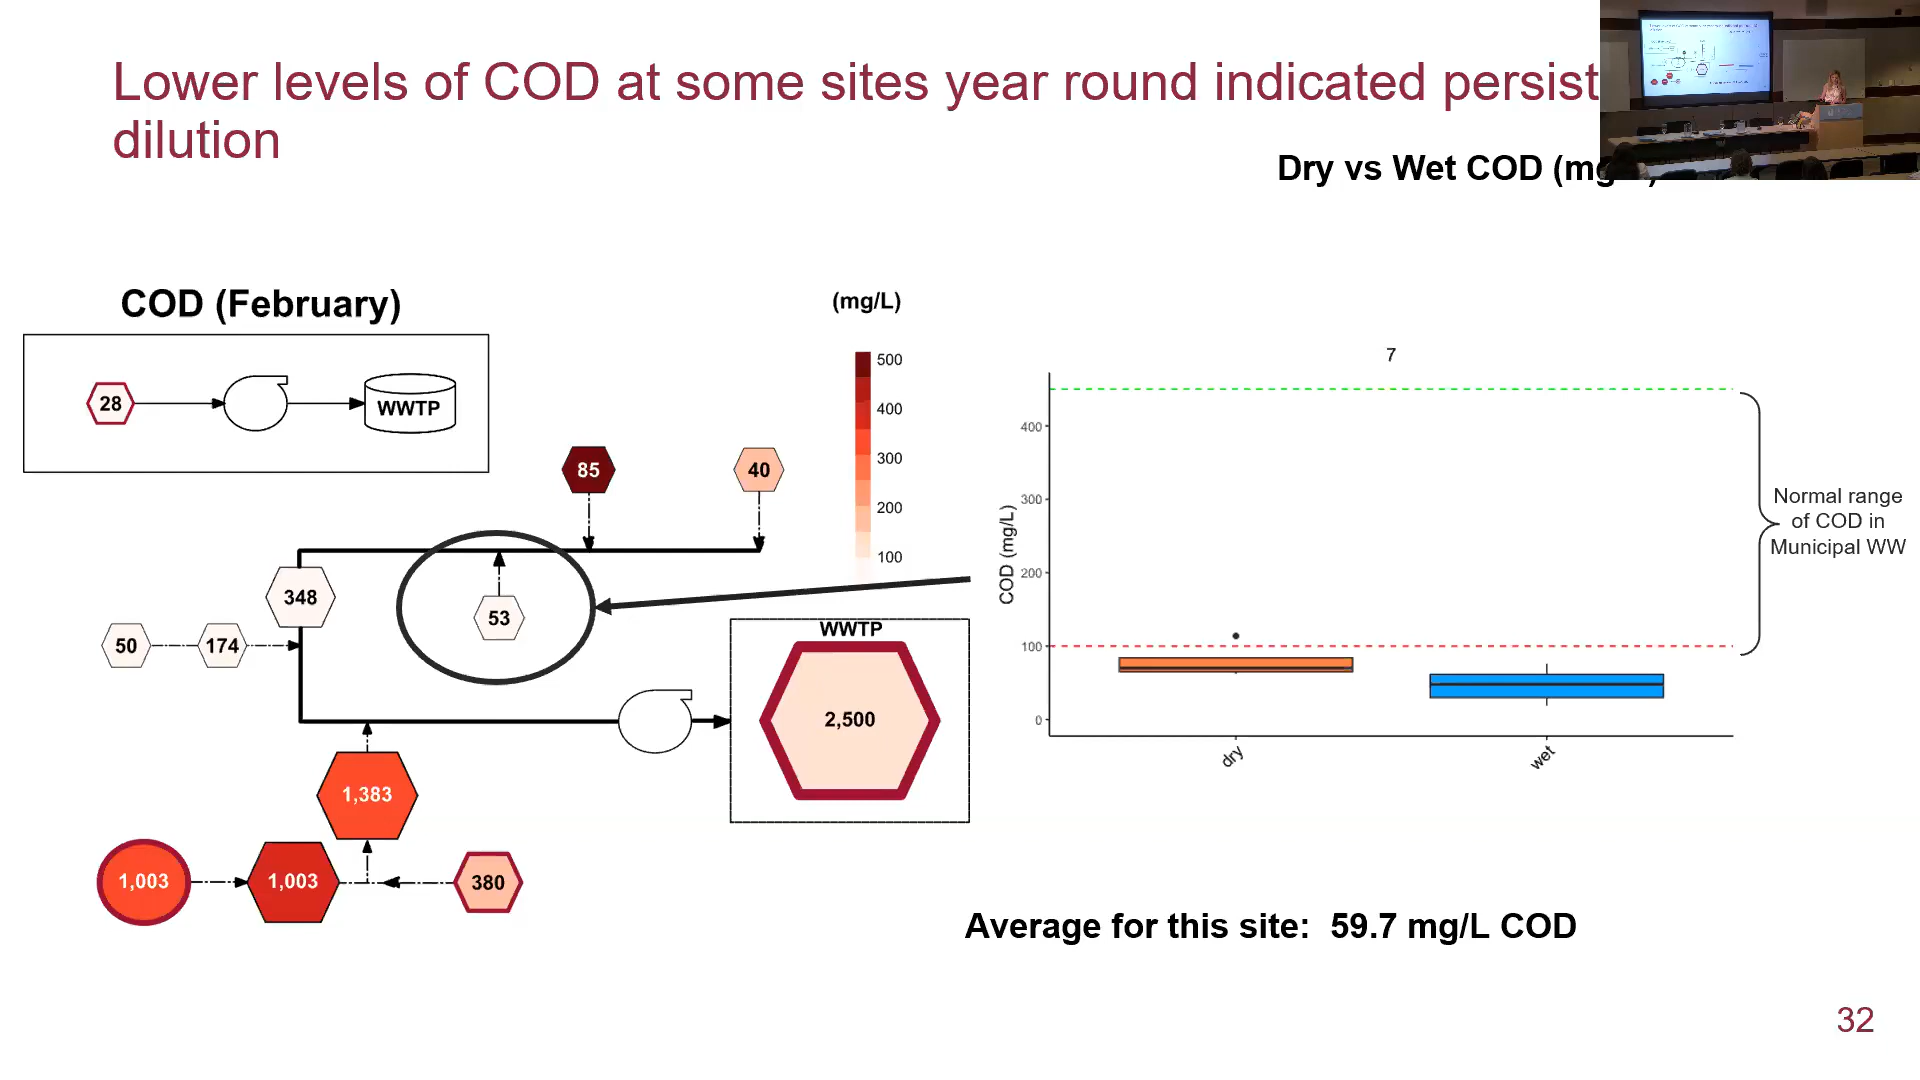 Lower levels of COD at some sites year round indicated persist
dilution
Dry vs Wet COD
COD (February)
28
WWTP
(mg/L)
500
400
300
200
100
85
40
348
53
50
174
WWTP
2,500
1,383
1,003
1,003
380
7
COD (mg/L)
400
300
200
100
0
dry
wet
Normal range
of COD in
Municipal WW
Average for this site: 59.7 mg/L COD
32